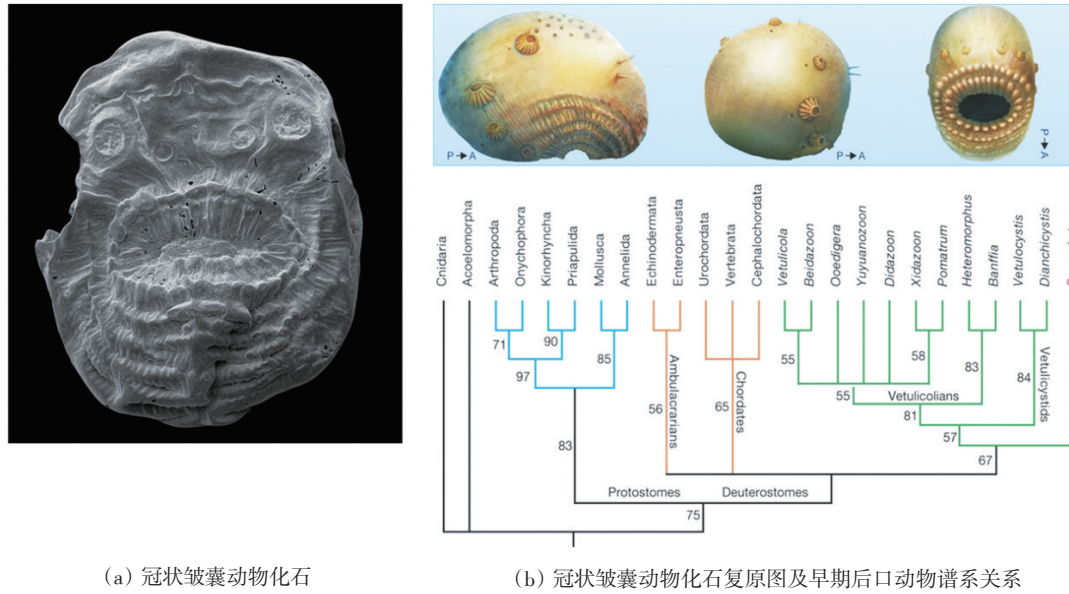 P→A
P→A
P→A
Cnidaria
Acoelomorpha
Arthropoda
Onychophora
Kinorhyncha
Priapulida
Mollusca
Annelida
Echinodermata
Enteropneusta
Urochordata
Vertebrata
Cephalochordata
Vetulicola
Beidazoon
Ooedigera
Yuyuanozoon
Didazoon
Xidazoon
Pomatrum
Heteromorphus
Banffia
Vetulocystis
Dianchicystis
71
90
85
97
83
56
Ambulacrarians
65
Chordates
55
58
55
Vetulicolians
83
81
84
Vetulicystids
57
67
Protostomes
Deuterostomes
75
(a) 冠状皱囊动物化石
(b) 冠状皱囊动物化石复原图及早期后口动物谱系关系